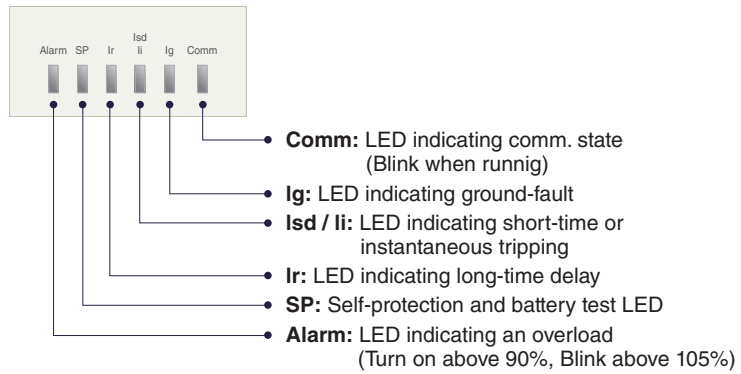 Isd
Alarm SP Ir Ii Ig Comm
Comm: LED indicating comm. state
(Blink when runnig)
Ig: LED indicating ground-fault
Isd / Ii: LED indicating short-time or
instantaneous tripping
Ir: LED indicating long-time delay
SP: Self-protection and battery test LED
Alarm: LED indicating an overload
(Turn on above 90%, Blink above 105%)